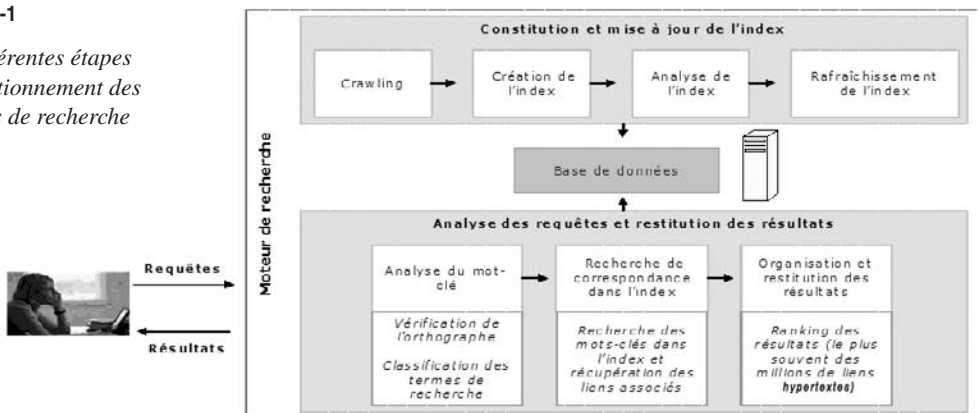 -1
érentes étapes
tionnement des
s de recherche
Constitution et mise à jour de l'index
Crawling
Création de
l'index
Analyse de
l'index
Rafraîchissement
de l'index
Moteur de recherche
Base de données
Analyse des requêtes et restitution des résultats
Requêtes
Résultats
Analyse du mot-
clé
Recherche de
correspondance
dans l'index
Organisation et
restitution des
résultats
Vérification de
l'orthographe
Classification des
termes de
recherche
Recherche des
mots-clés dans
l'index et
récupération des
liens associés
Ranking des
résultats (le plus
souvent des
millions de liens
hypertextes)